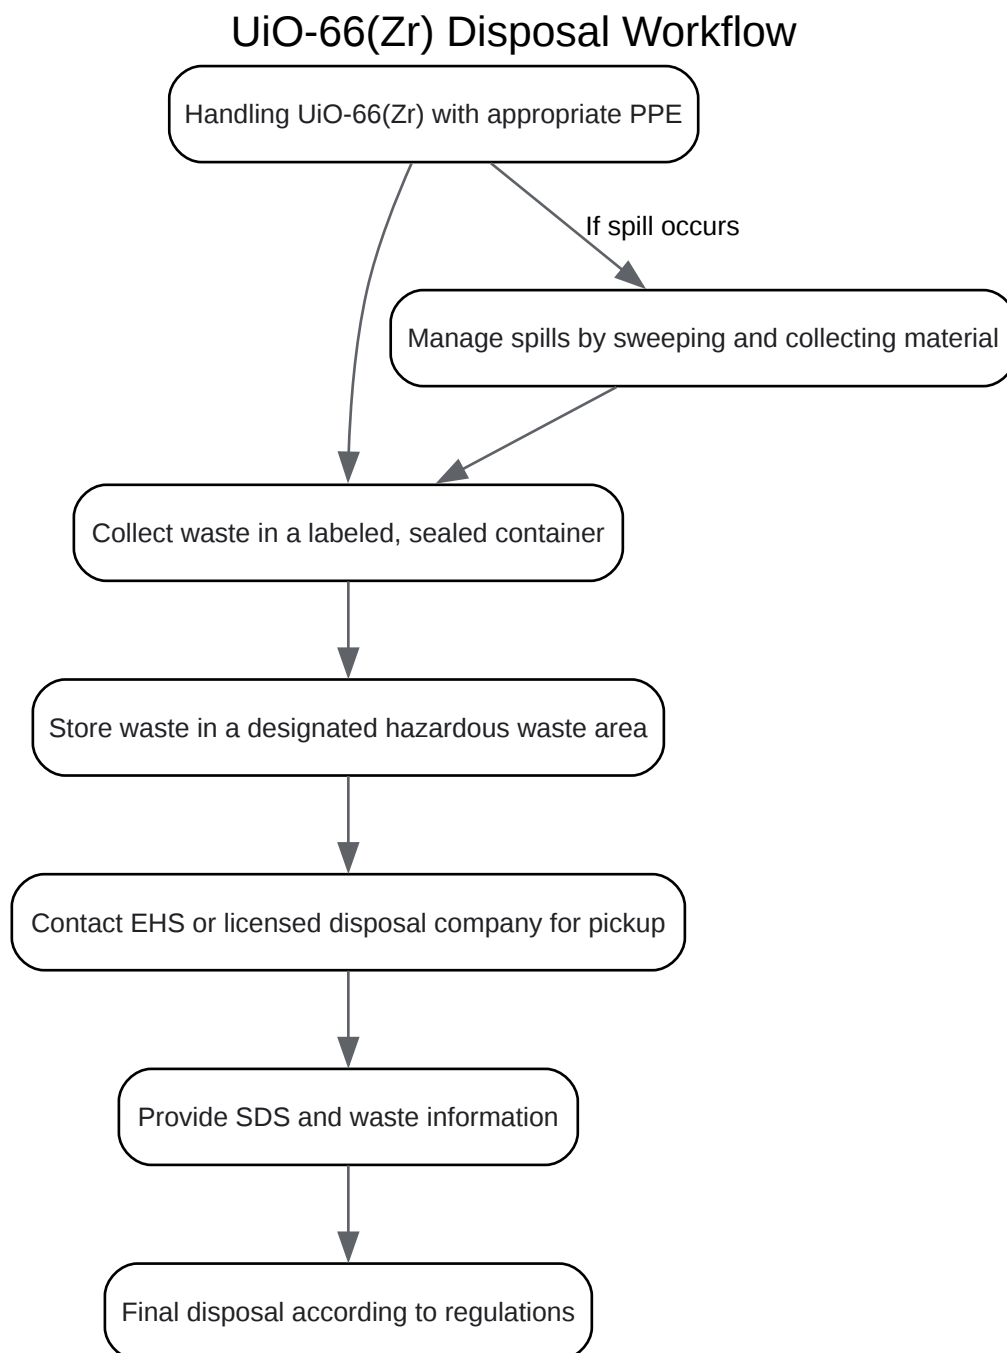 UiO-66(Zr) Disposal Workflow
Handling UiO-66(Zr) with appropriate PPE
If spill occurs
Manage spills by sweeping and collecting material
Collect waste in a labeled, sealed container
Store waste in a designated hazardous waste area
Contact EHS or licensed disposal company for pickup
Provide SDS and waste information
Final disposal according to regulations